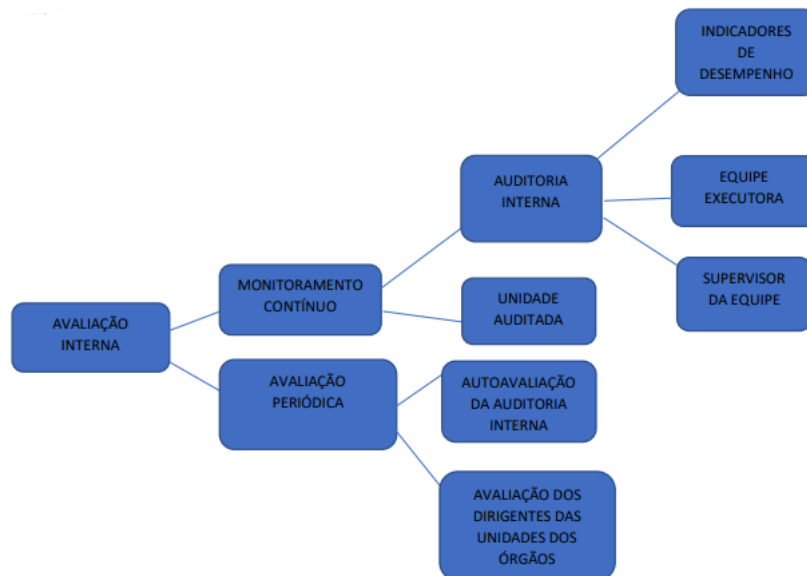 INDICADORES
DE
DESEMPENHO
AUDITORIA
INTERNA
EQUIPE
EXECUTORA
SUPERVISOR
DA EQUIPE
MONITORAMENTO
CONTÍNUO
UNIDADE
AUDITADA
AVALIAÇÃO
INTERNA
AVALIAÇÃO
PERIÓDICA
AUTOAVALIAÇÃO
DA AUDITORIA
INTERNA
AVALIAÇÃO DOS
DIRIGENTES DAS
UNIDADES DOS
ÓRGÃOS